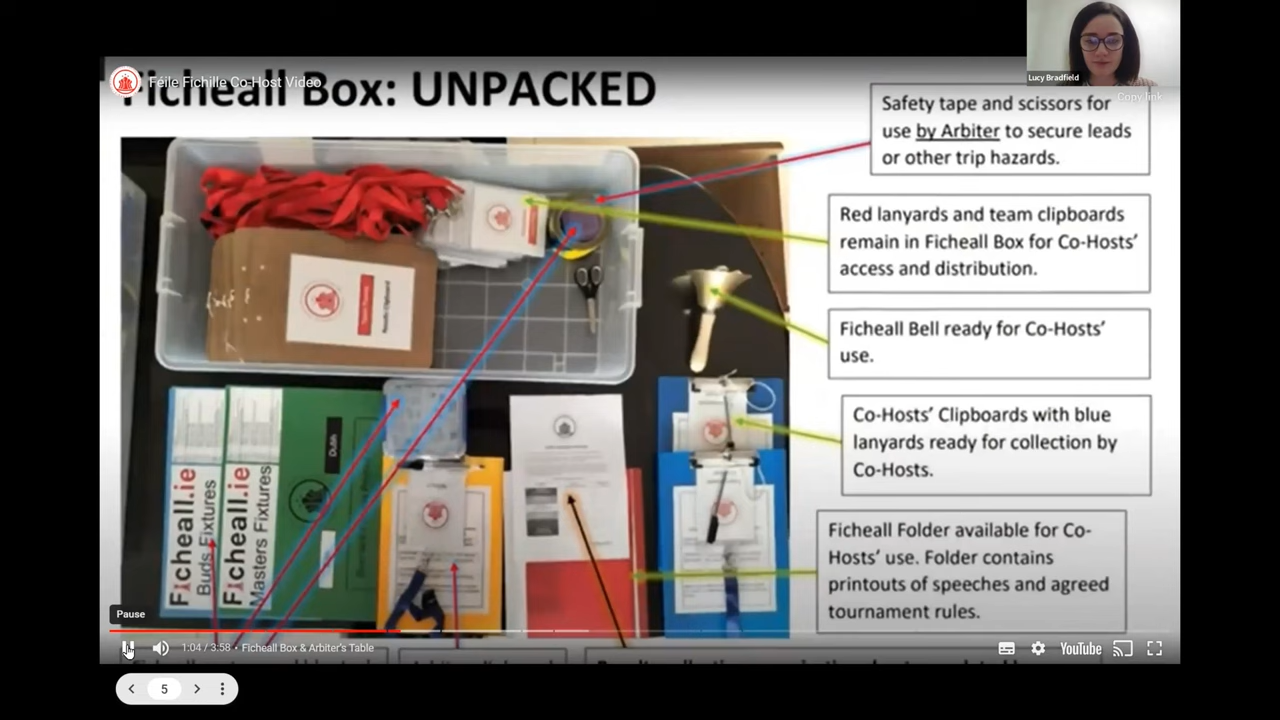 Féile Fichille Co-Host Video
Ficheall Box: UNPACKED
Lucy Bradfield
Copy link
Safety tape and scissors for
use by Arbiter to secure leads
or other trip hazards.
Red lanyards and team clipboards
remain in Ficheall Box for Co-Hosts'
access and distribution.
Ficheall Bell ready for Co-Hosts'
use.
Co-Hosts' Clipboards with blue
lanyards ready for collection by
Co-Hosts.
Ficheall Folder available for Co-
Hosts' use. Folder contains
printouts of speeches and agreed
tournament rules.
Ficheall.ie
Buds Fixtures
Ficheall.ie
Masters Fixtures
Pause
1:04 / 3:58 • Ficheall Box & Arbiter's Table
YouTube
5